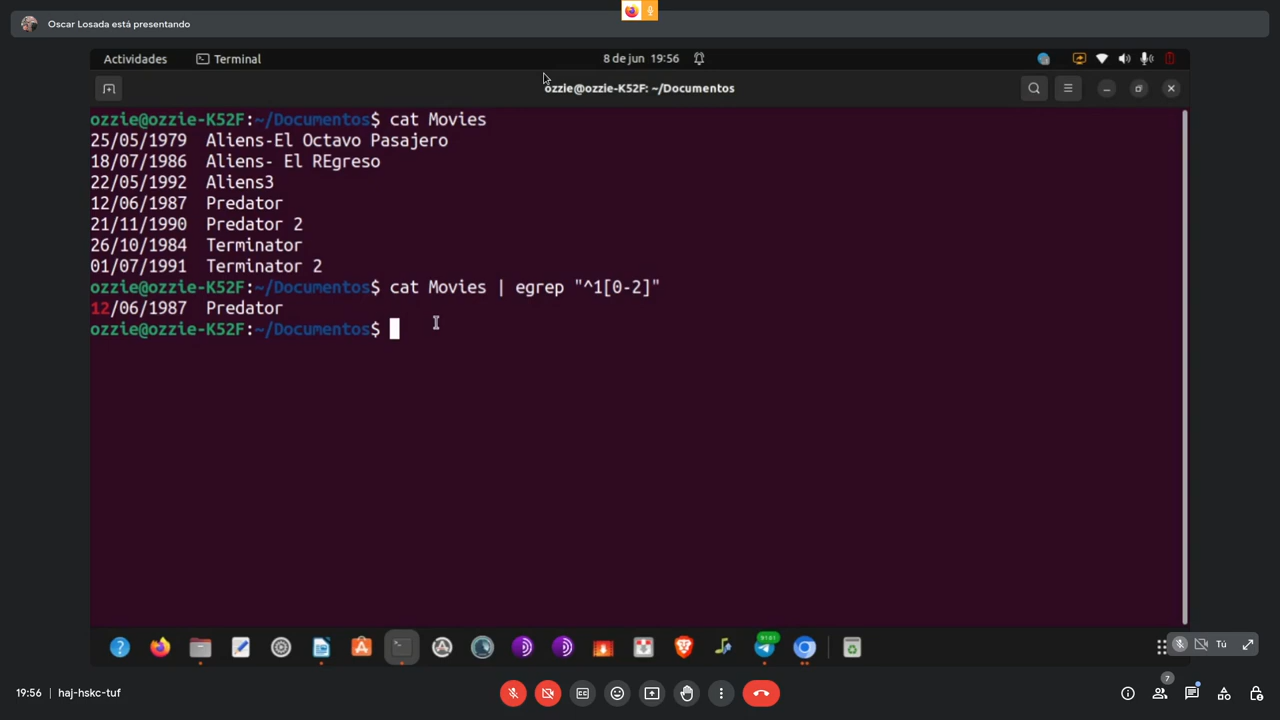 Oscar Losada está presentando
Actividades
Terminal
8 de jun 19:56
ozzie@ozzie-K52F: ~/Documentos
ozzie@ozzie-K52F:~/Documentos$ cat Movies
25/05/1979  Aliens-El Octavo Pasajero
18/07/1986  Aliens- El REgreso
22/05/1992  Aliens3
12/06/1987  Predator
21/11/1990  Predator 2
26/10/1984  Terminator
01/07/1991  Terminator 2
ozzie@ozzie-K52F:~/Documentos$ cat Movies | egrep "^1[0-2]"
12/06/1987  Predator
ozzie@ozzie-K52F:~/Documentos$
Tú
19:56
haj-hskc-tuf
7